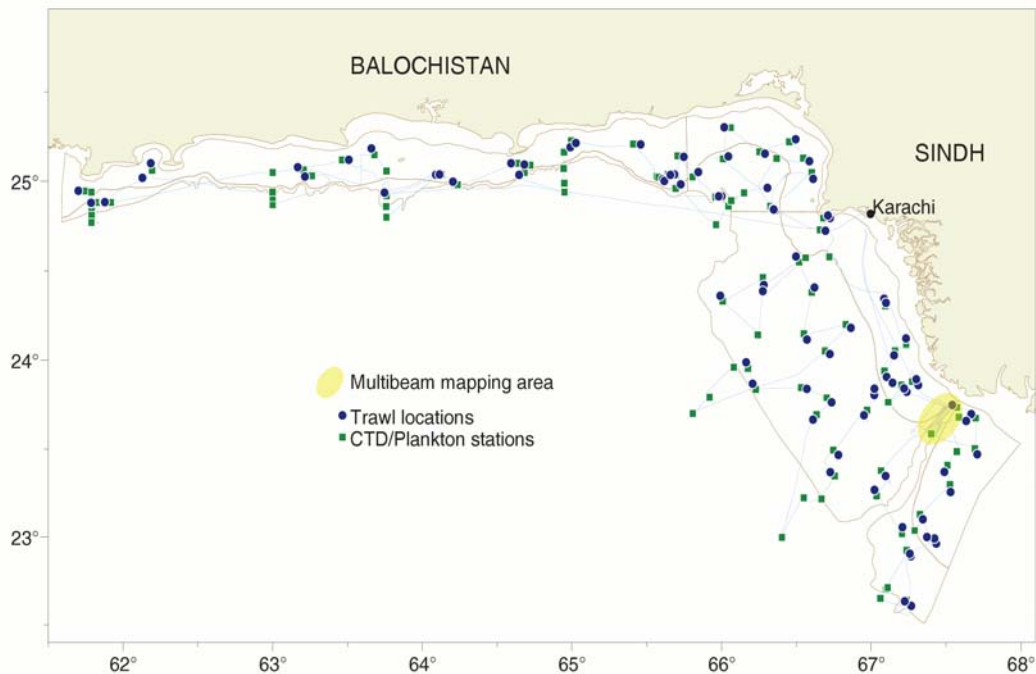 BALOCHISTAN
SINDH
25°
Karachi
24°
Multibeam mapping area
Trawl locations
CTD/Plankton stations
23°
62° 63° 64° 65° 66° 67° 68°